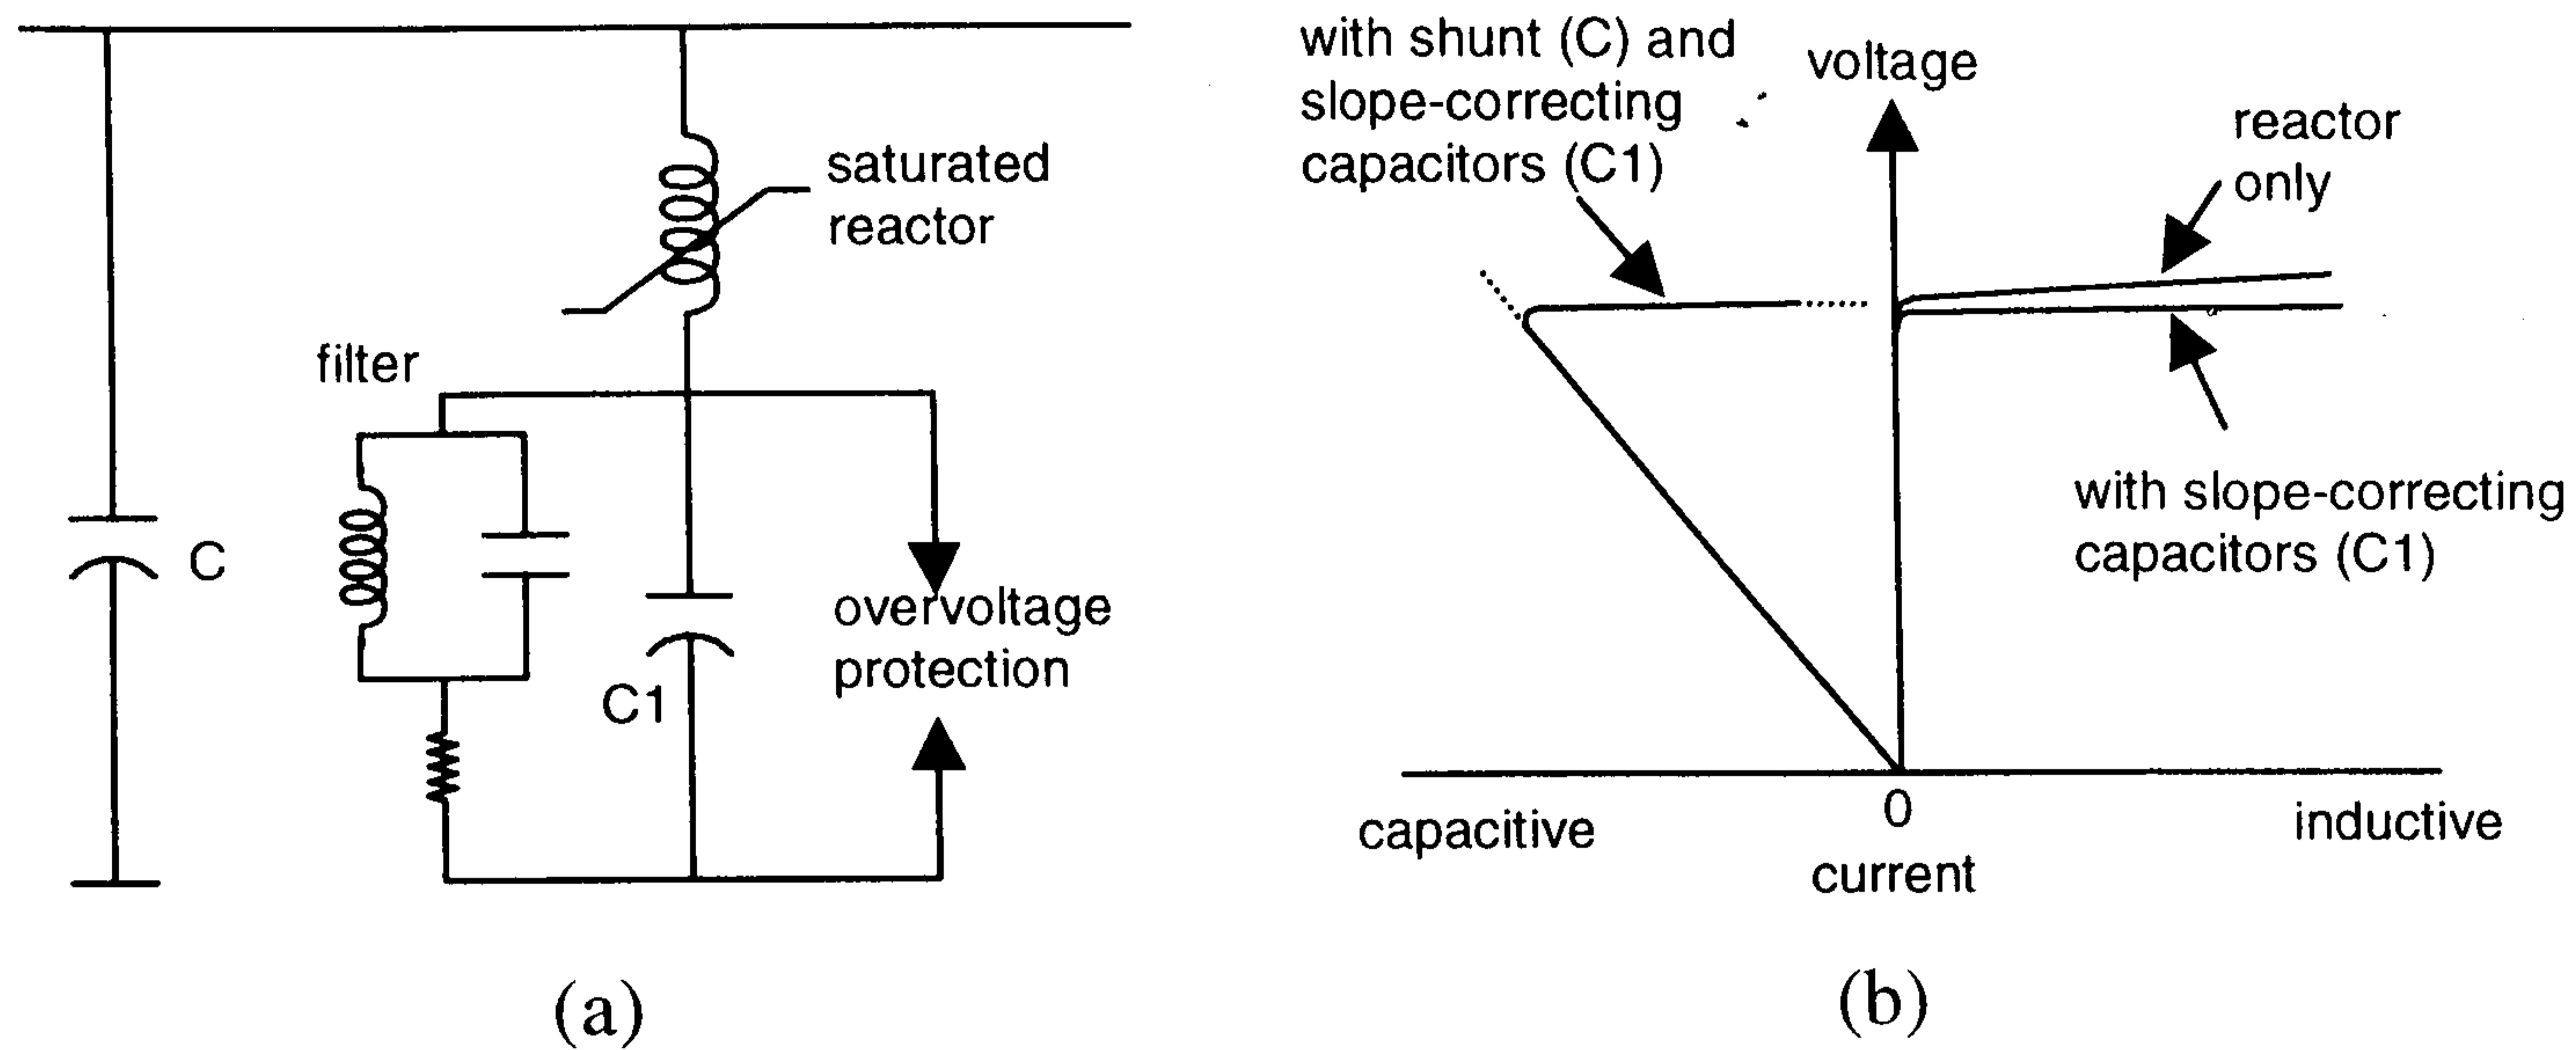 saturated
reactor
filter
C
overvoltage
protection
C1
(a)
with shunt (C) and
slope-correcting
capacitors (C1)
voltage
reactor
only
with slope-correcting
capacitors (C1)
0
capacitive
inductive
current
(b)